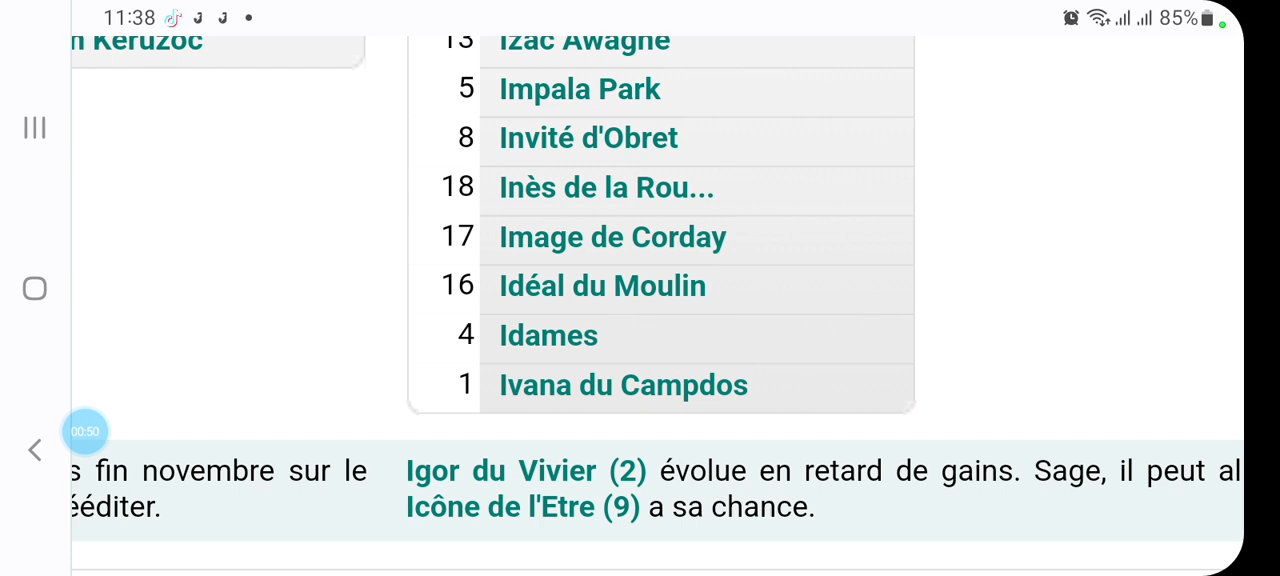 11:38 85%
n Keruzoc
13 Izac Awagne
5 Impala Park
8 Invité d'Obret
18 Inès de la Rou...
17 Image de Corday
16 Idéal du Moulin
4 Idames
1 Ivana du Campdos
00:50
s fin novembre sur le
ééditer.
Igor du Vivier (2) évolue en retard de gains. Sage, il peut al
Icône de l'Etre (9) a sa chance.